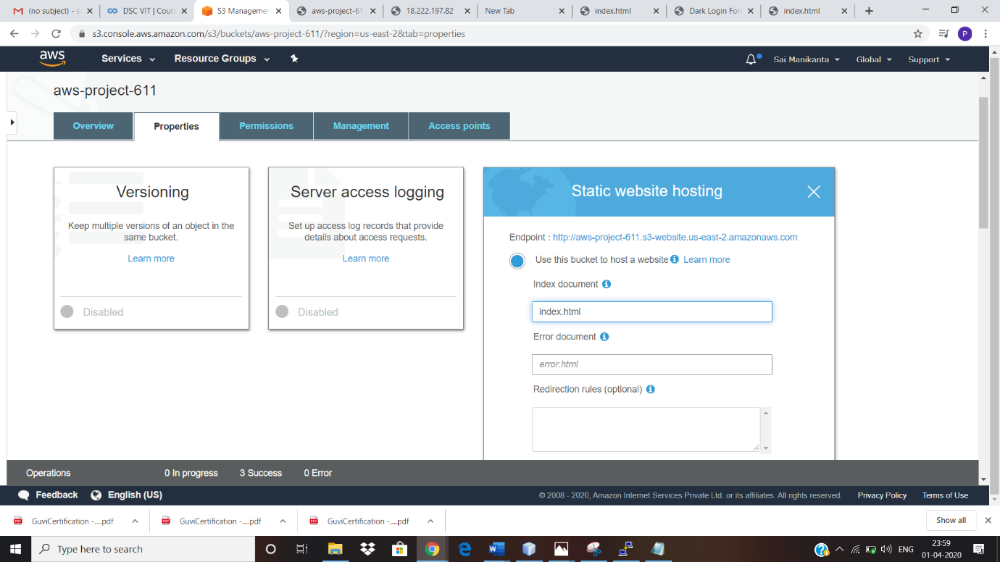 (no subject) - s
DSC VIT | Cours
S3 Managemen
aws-project-61
18.222.197.82
New Tab
index.html
Dark Login For
index.html
s3.console.aws.amazon.com/s3/buckets/aws-project-611/?region=us-east-2&tab=properties
P
aws
Services
Resource Groups
Sai Manikanta
Global
Support
aws-project-611
Overview
Properties
Permissions
Management
Access points
Versioning
Keep multiple versions of an object in the
same bucket.
Learn more
Disabled
Server access logging
Set up access log records that provide
details about access requests.
Learn more
Disabled
Static website hosting
Endpoint : http://aws-project-611.s3-website.us-east-2.amazonaws.com
Use this bucket to host a website Learn more
Index document
index.html
Error document
error.html
Redirection rules (optional)
Operations
0 In progress
3 Success
0 Error
Feedback
English (US)
© 2008 - 2020, Amazon Internet Services Private Ltd. or its affiliates. All rights reserved.
Privacy Policy
Terms of Use
GuviCertification -....pdf
GuviCertification -....pdf
GuviCertification -....pdf
Show all
Type here to search
ENG
23:59
01-04-2020